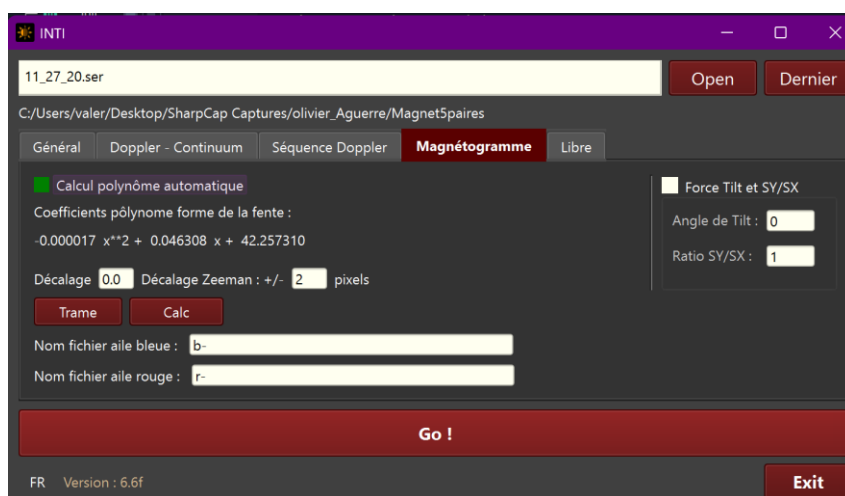 INTI
11_27_20.ser
Open
Dernier
C:/Users/valer/Desktop/SharpCap Captures/olivier_Aguerre/Magnet5paires
Général
Doppler - Continuum
Séquence Doppler
Magnétogramme
Libre
Calcul polynôme automatique
Force Tilt et SY/SX
Coefficients pôlynome forme de la fente :
Angle de Tilt : 0
-0.000017 x**2 + 0.046308 x + 42.257310
Ratio SY/SX : 1
Décalage 0.0 Décalage Zeeman : +/- 2 pixels
Trame
Calc
Nom fichier aile bleue : b-
Nom fichier aile rouge : r-
Go !
FR Version : 6.6f
Exit